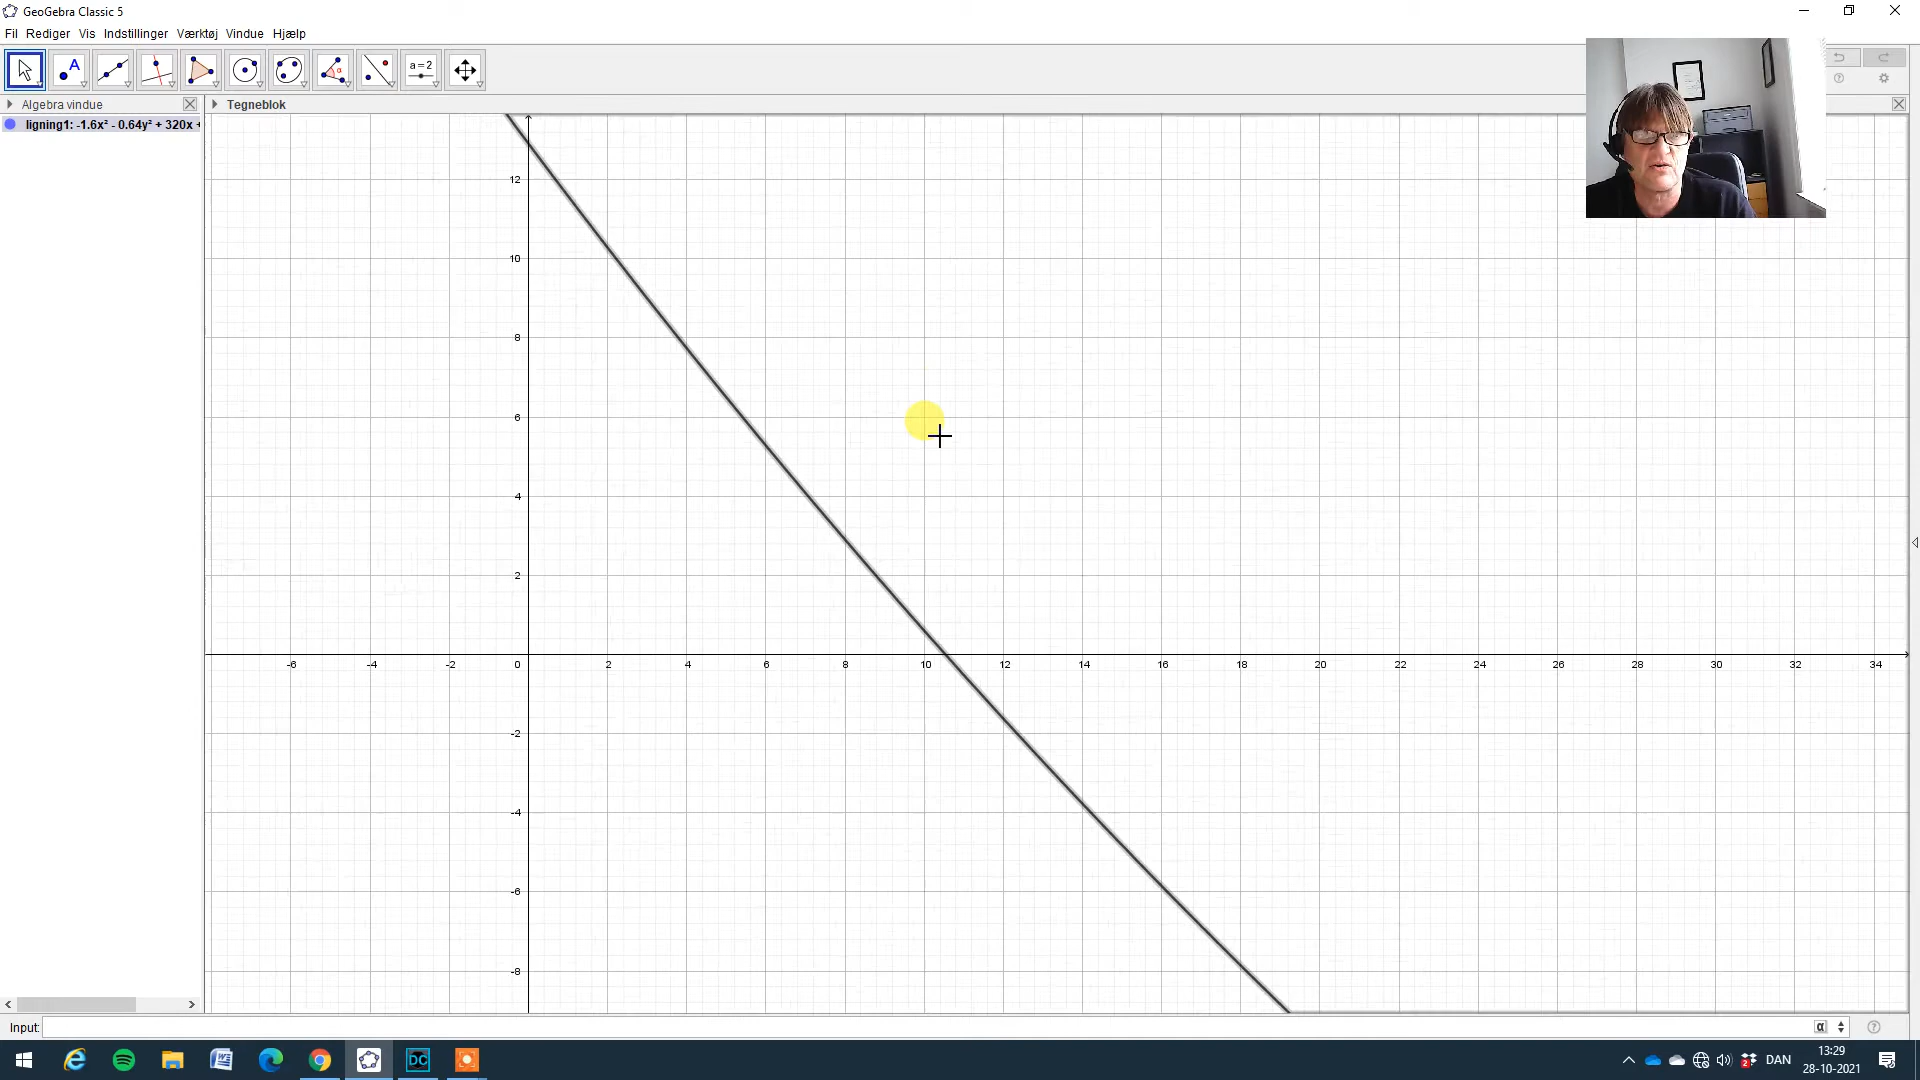 GeoGebra Classic 5
Fil Rediger Vis Indstillinger Værktøj Vindue Hjælp
A
α
a=2
Algebra vindue
Tegneblok
ligning1: -1.6x² - 0.64y² + 320x +
12
10
8
6
4
2
-6 -4 -2 0 2 4 6 8 10 12 14 16 18 20 22 24 26 28 30 32 34
-2
-4
-6
-8
Input:
α
DC
2
DAN
13:29
28-10-2021